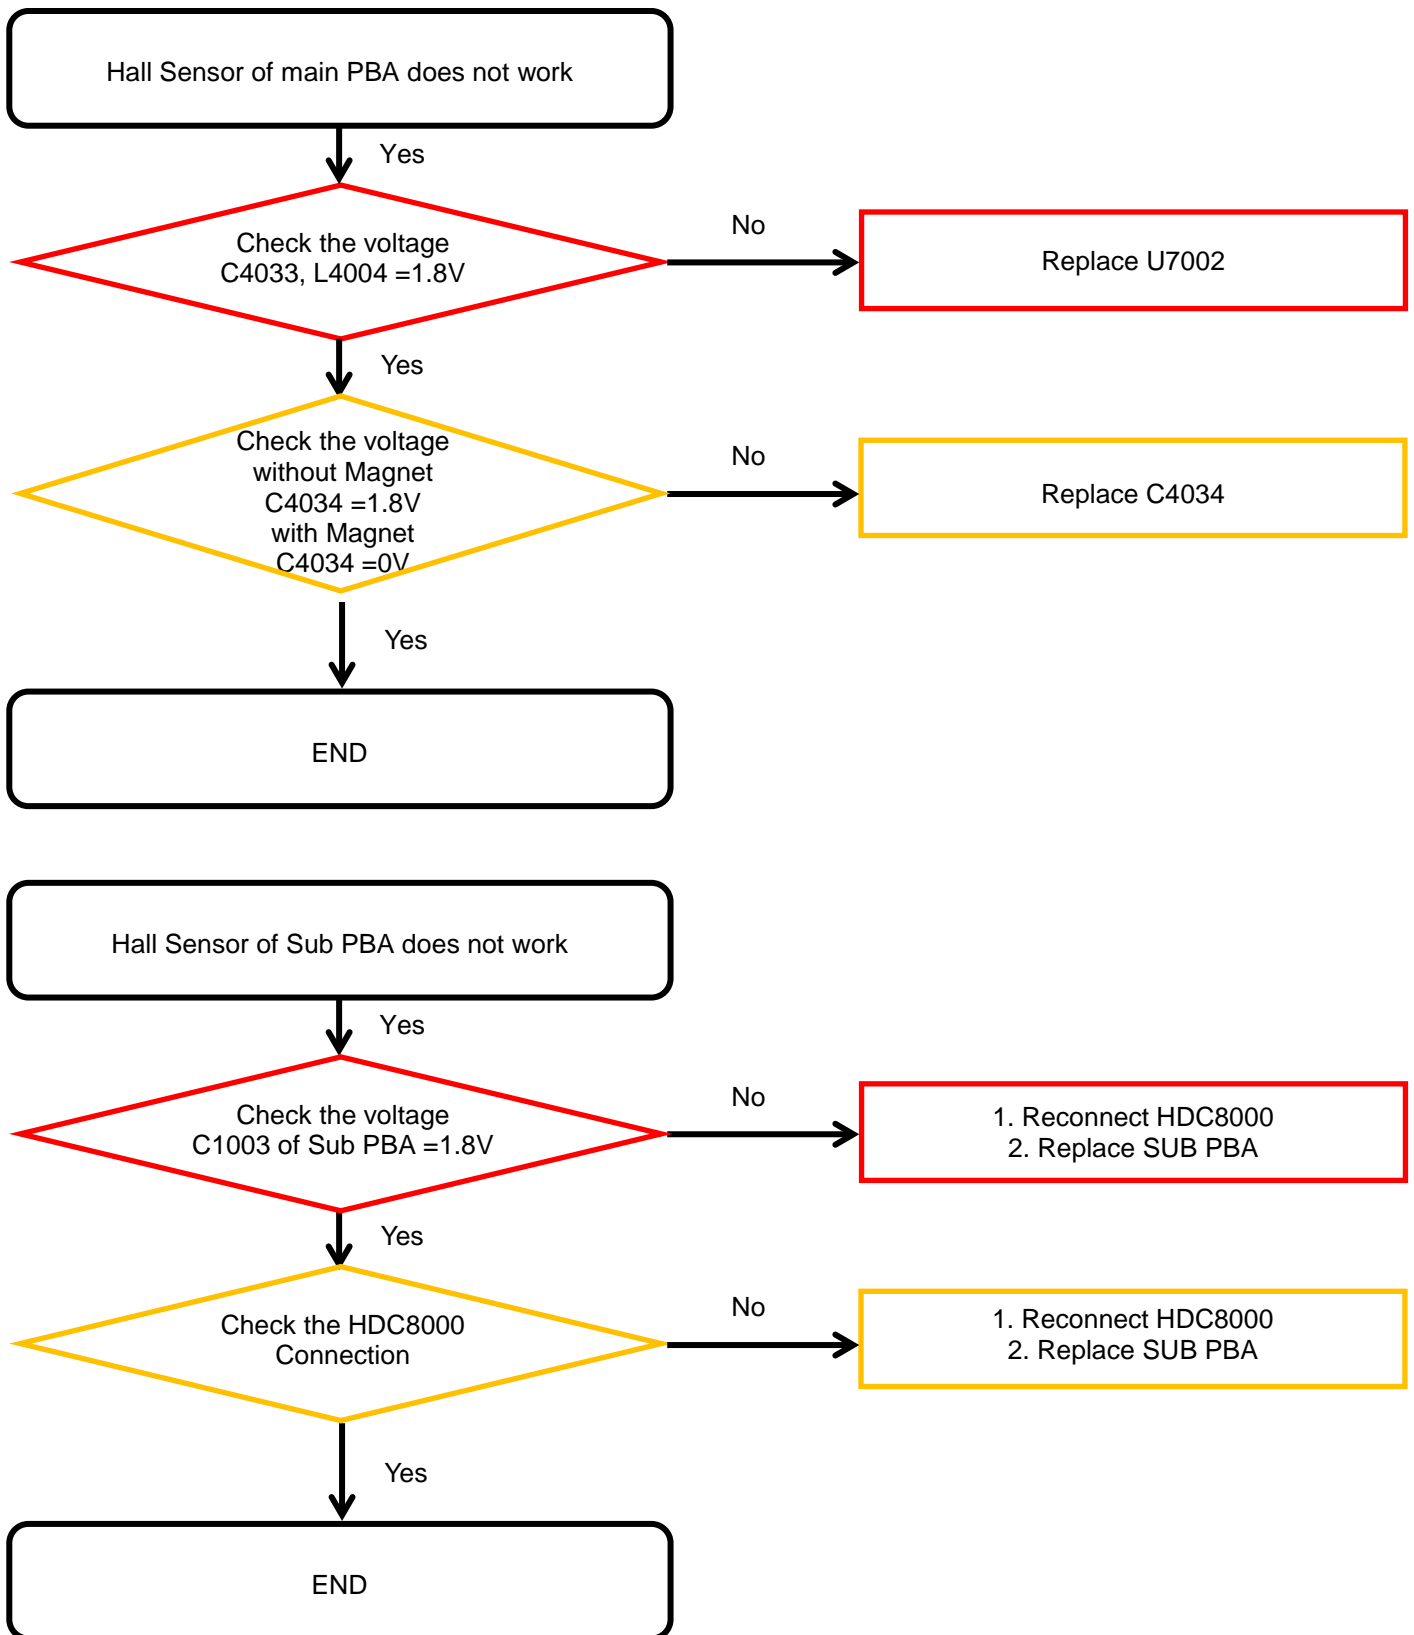 Hall Sensor of main PBA does not work
Yes
Check the voltage
C4033, L4004 =1.8V
No
Replace U7002
Yes
Check the voltage
without Magnet
C4034 =1.8V
with Magnet
C4034 =0V
No
Replace C4034
Yes
END
Hall Sensor of Sub PBA does not work
Yes
Check the voltage
C1003 of Sub PBA =1.8V
No
1. Reconnect HDC8000
2. Replace SUB PBA
Yes
Check the HDC8000
Connection
No
1. Reconnect HDC8000
2. Replace SUB PBA
Yes
END